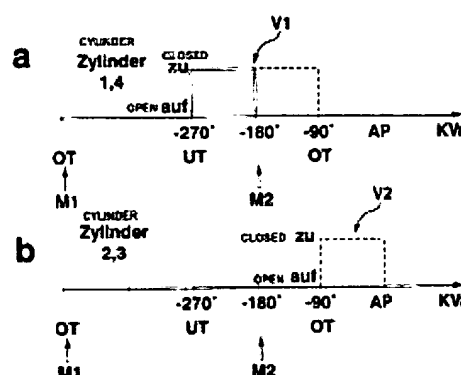 V1
a
CYLINDER
Zylinder
1,4
CLOSED
zu
OPEN auf
-270° -180° -90° AP KW
OT UT OT
M1 M2
CYLINDER
Zylinder
2,3
V2
b
CLOSED zu
OPEN auf
-270° -180° -90° AP KW
OT UT OT
M1 M2